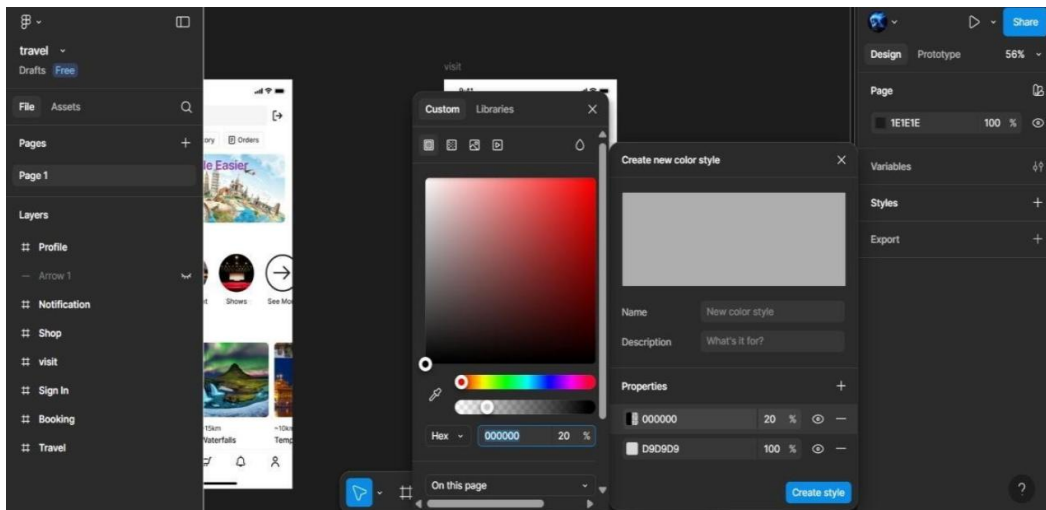 travel
Drafts Free
File Assets
Pages
Page 1
Layers
Profile
Arrow 1
Notification
Shop
visit
Sign In
Booking
Travel
Orders
Easier
Shows
See Mo
~15km
Waterfalls
~10k
Temp
visit
Custom Libraries
Hex 000000 20 %
On this page
Create new color style
Name New color style
Description What's it for?
Properties
000000 20 %
D9D9D9 100 %
Create style
Share
Design Prototype 56%
Page
1E1E1E 100 %
Variables
Styles
Export
?